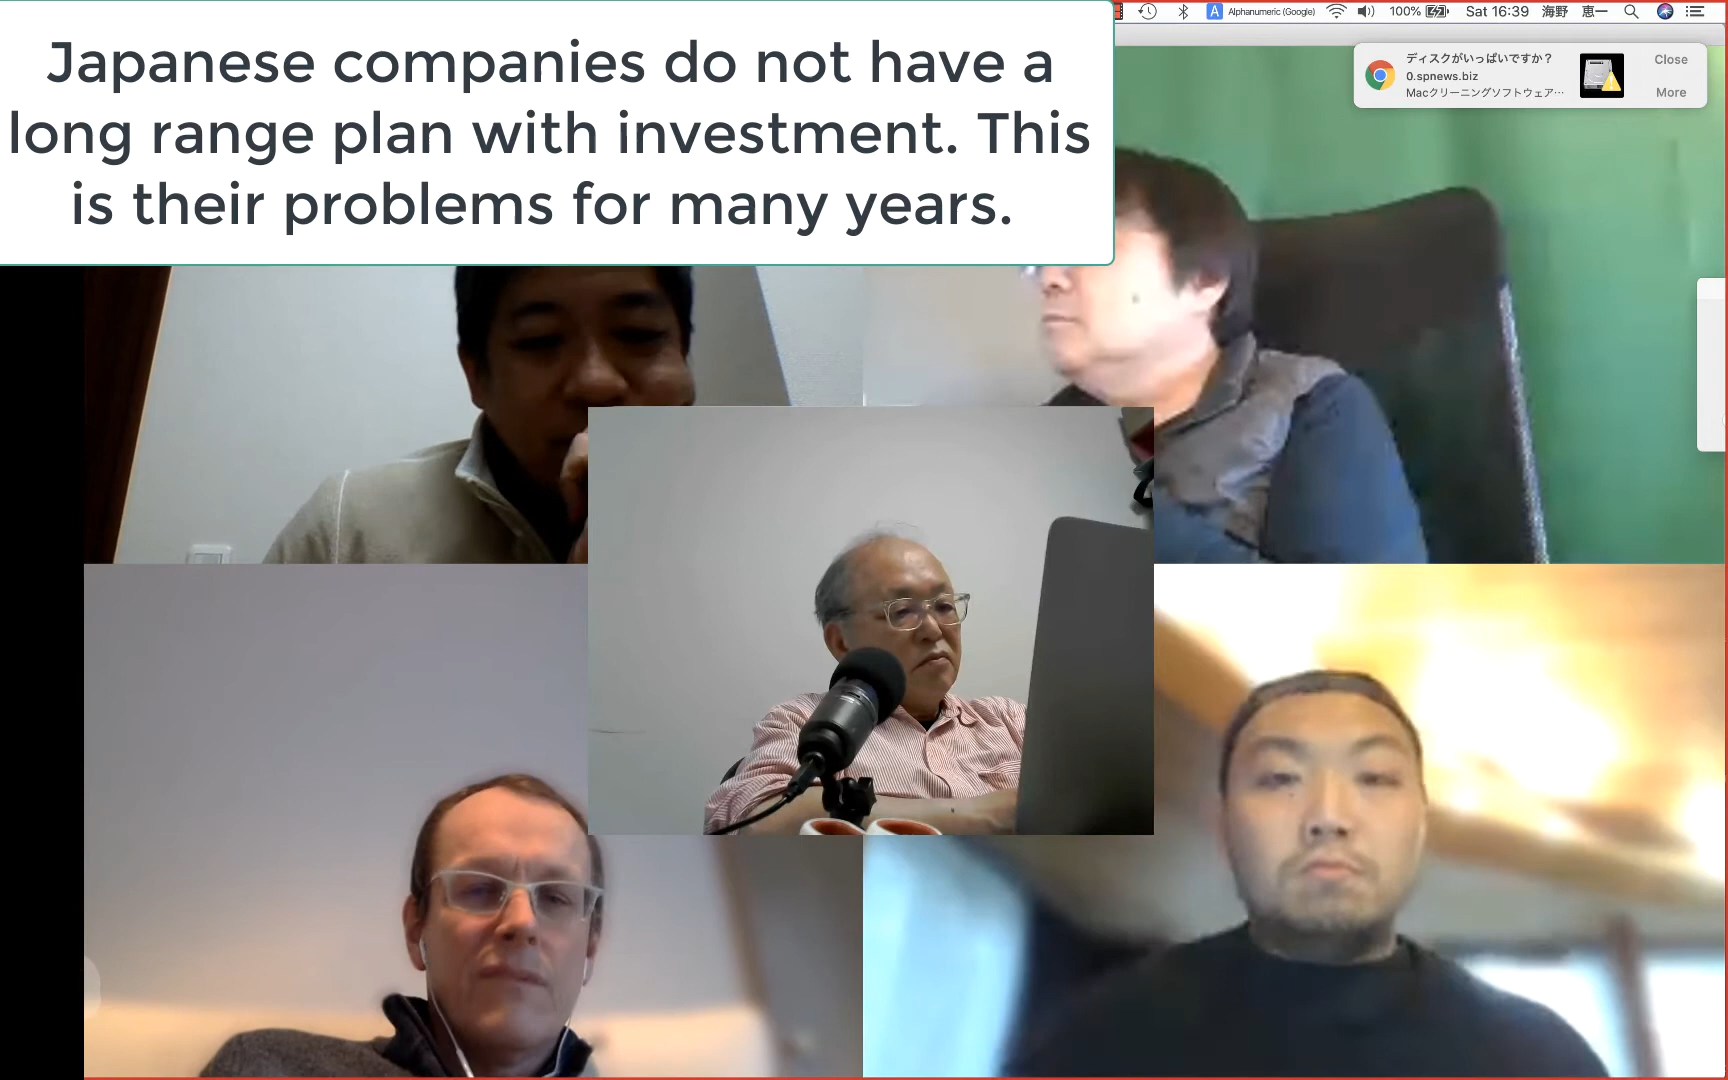 Japanese companies do not have a
long range plan with investment. This
is their problems for many years.
Alphanumeric (Google) 100% Sat 16:39 海野 恵一
ディスクがいっぱいですか？
0.spnews.biz
Macクリーニングソフトウェア…
Close
More